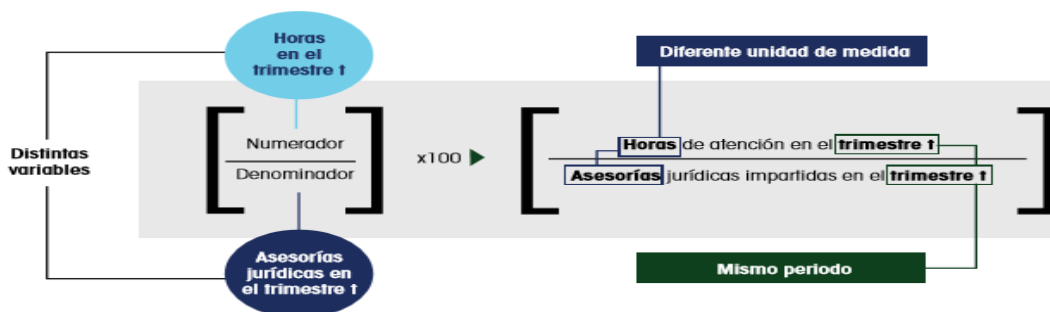 Horas
en el
trimestre t
Diferente unidad de medida
Distintas
variables
Numerador
Denominador
x100
Horas de atención en el trimestre t
Asesorías jurídicas impartidas en el trimestre t
Asesorías
jurídicas en
el trimestre t
Mismo periodo